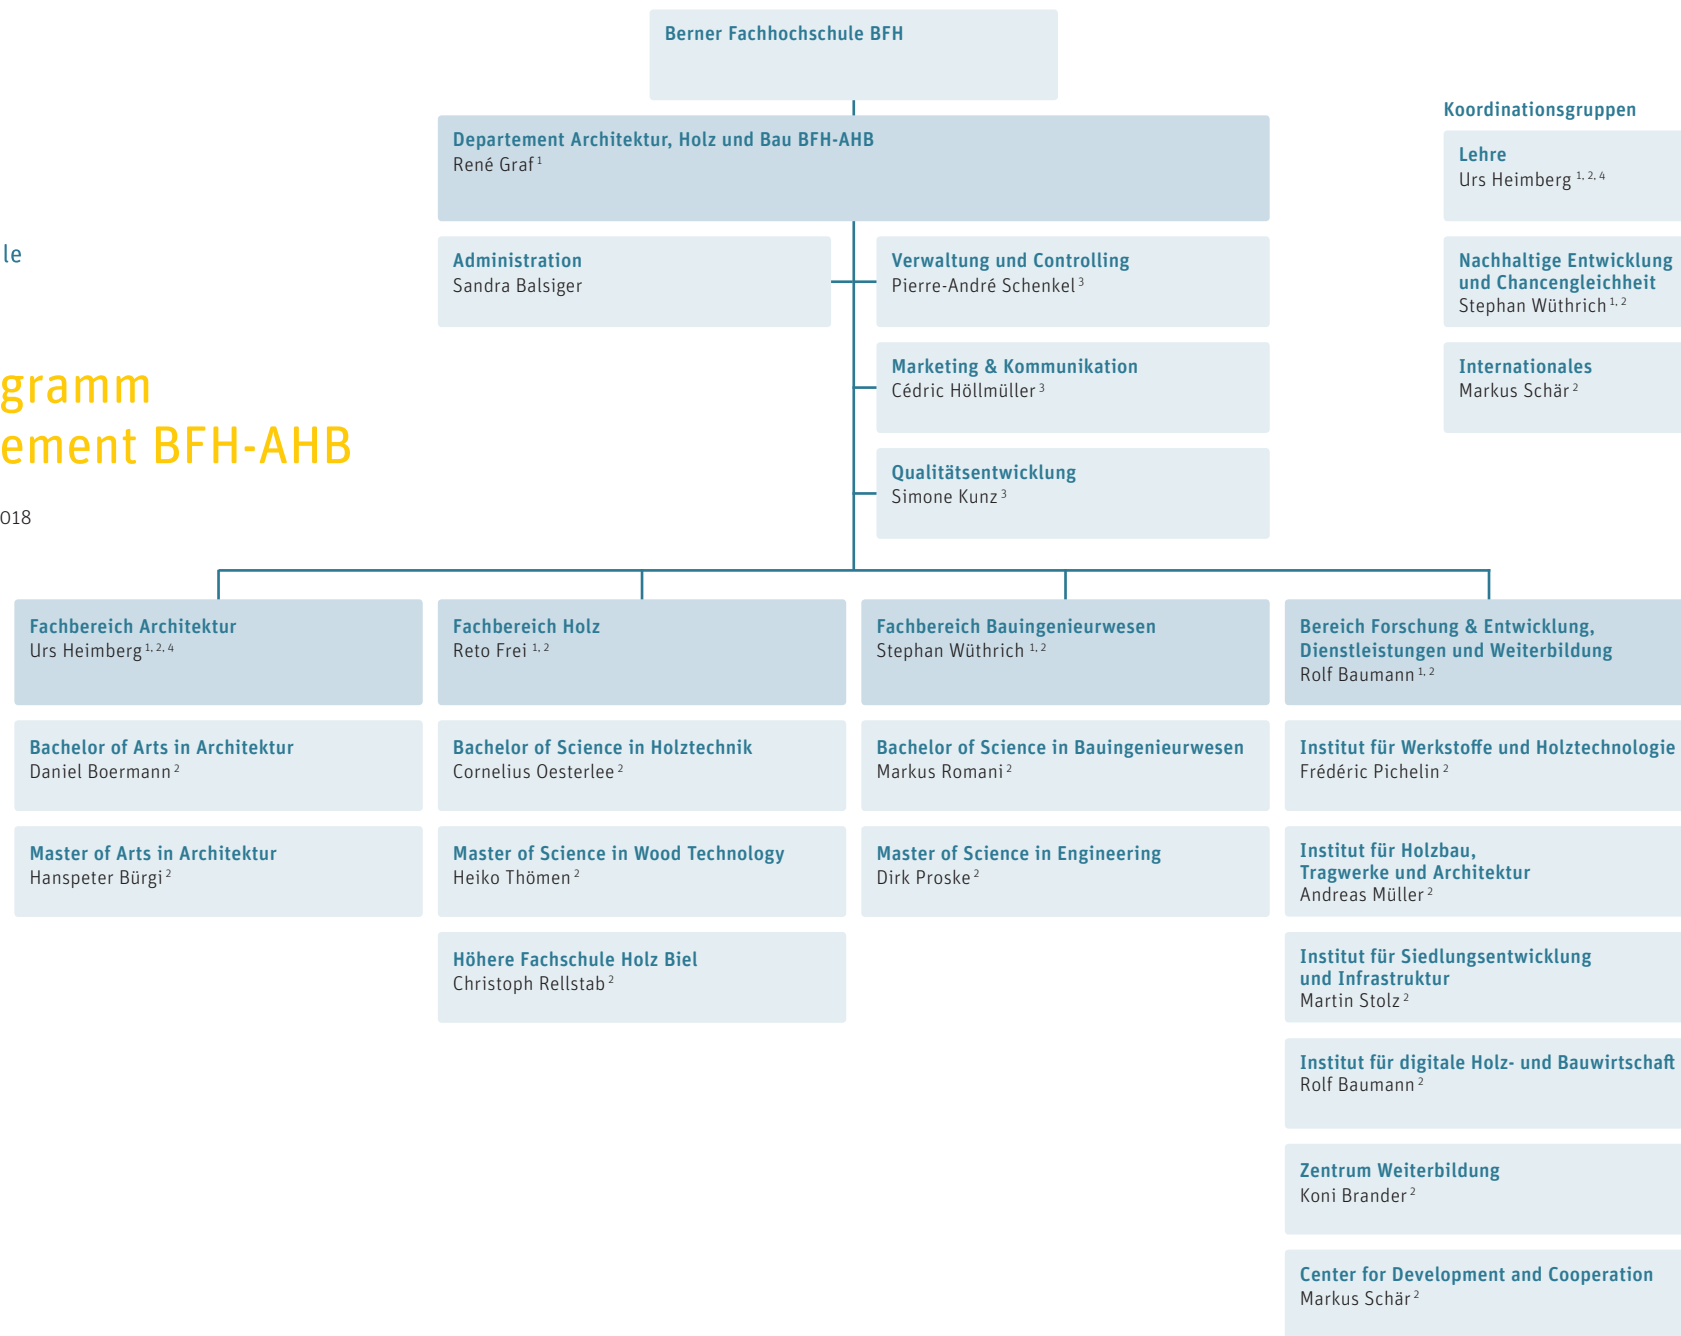 Berner Fachhochschule BFH
Departement Architektur, Holz und Bau BFH-AHB
René Graf 1
Koordinationsgruppen
Lehre
Urs Heimberg 1, 2, 4
Nachhaltige Entwicklung
und Chancengleichheit
Stephan Wüthrich 1, 2
Internationales
Markus Schär 2
le
gramm
ement BFH-AHB
018
Administration
Sandra Balsiger
Verwaltung und Controlling
Pierre-André Schenkel 3
Marketing & Kommunikation
Cédric Höllmüller 3
Qualitätsentwicklung
Simone Kunz 3
Fachbereich Architektur
Urs Heimberg 1, 2, 4
Bachelor of Arts in Architektur
Daniel Boermann 2
Master of Arts in Architektur
Hanspeter Bürgi 2
Fachbereich Holz
Reto Frei 1, 2
Bachelor of Science in Holztechnik
Cornelius Oesterlee 2
Master of Science in Wood Technology
Heiko Thömen 2
Höhere Fachschule Holz Biel
Christoph Rellstab 2
Fachbereich Bauingenieurwesen
Stephan Wüthrich 1, 2
Bachelor of Science in Bauingenieurwesen
Markus Romani 2
Master of Science in Engineering
Dirk Proske 2
Bereich Forschung & Entwicklung,
Dienstleistungen und Weiterbildung
Rolf Baumann 1, 2
Institut für Werkstoffe und Holztechnologie
Frédéric Pichelin 2
Institut für Holzbau,
Tragwerke und Architektur
Andreas Müller 2
Institut für Siedlungsentwicklung
und Infrastruktur
Martin Stolz 2
Institut für digitale Holz- und Bauwirtschaft
Rolf Baumann 2
Zentrum Weiterbildung
Koni Brander 2
Center for Development and Cooperation
Markus Schär 2